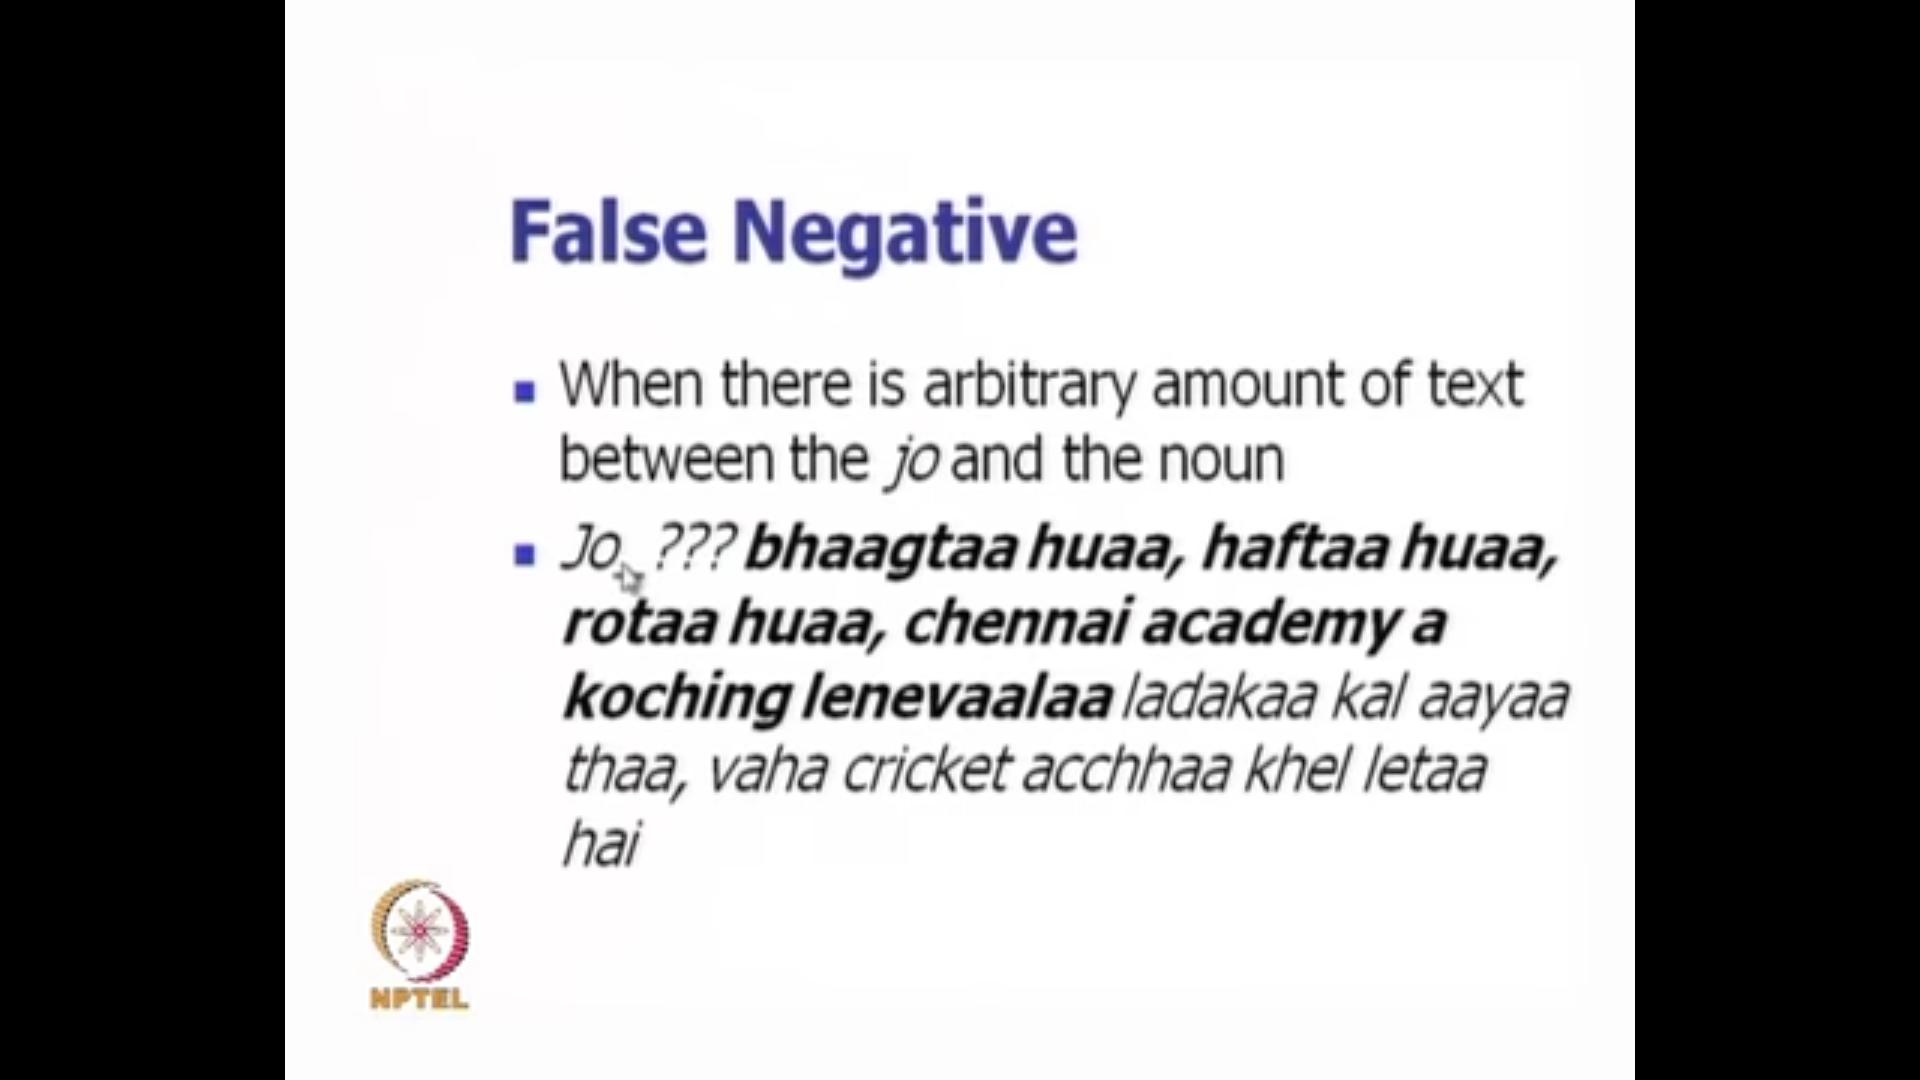 False Negative
When there is arbitrary amount of text
between the jo and the noun
Jo ??? bhaagtaa huaa, haftaa huaa,
rotaa huaa, chennai academy a
koching lenevaalaa ladakaa kal aayaa
thaa, vaha cricket acchhaa khel letaa
hai
NPTEL